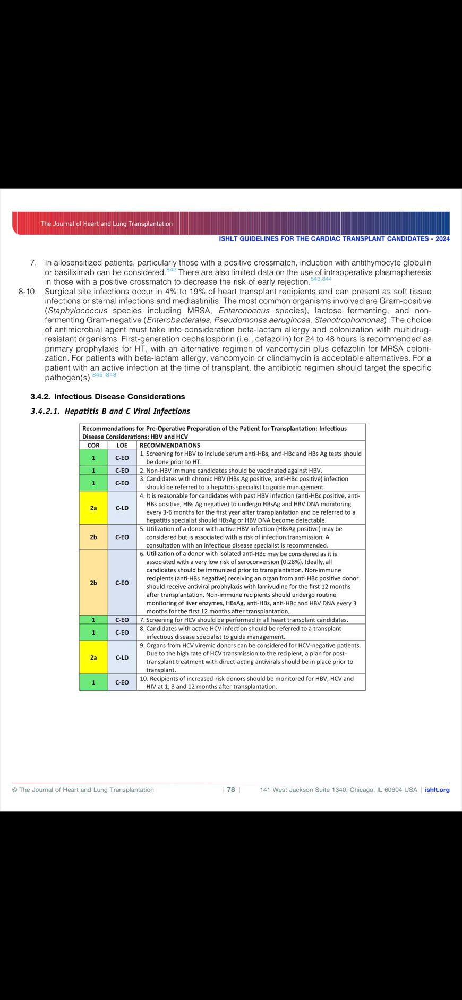 The Journal of Heart and Lung Transplantation
ISHLT GUIDELINES FOR THE CARDIAC TRANSPLANT CANDIDATES - 2024
7. In allosensitized patients, particularly those with a positive crossmatch, induction with antithymocyte globulin
or basiliximab can be considered.842 There are also limited data on the use of intraoperative plasmapheresis
in those with a positive crossmatch to decrease the risk of early rejection.843,844
8-10. Surgical site infections occur in 4% to 19% of heart transplant recipients and can present as soft tissue
infections or sternal infections and mediastinitis. The most common organisms involved are Gram-positive
(Staphylococcus species including MRSA, Enterococcus species), lactose fermenting, and non-
fermenting Gram-negative (Enterobacterales, Pseudomonas aeruginosa, Stenotrophomonas). The choice
of antimicrobial agent must take into consideration beta-lactam allergy and colonization with multidrug-
resistant organisms. First-generation cephalosporin (i.e., cefazolin) for 24 to 48 hours is recommended as
primary prophylaxis for HT, with an alternative regimen of vancomycin plus cefazolin for MRSA coloni-
zation. For patients with beta-lactam allergy, vancomycin or clindamycin is acceptable alternatives. For a
patient with an active infection at the time of transplant, the antibiotic regimen should target the specific
pathogen(s).845–848
3.4.2. Infectious Disease Considerations
3.4.2.1. Hepatitis B and C Viral Infections
Recommendations for Pre-Operative Preparation of the Patient for Transplantation: Infectious
Disease Considerations: HBV and HCV
COR LOE RECOMMENDATIONS
1 C-EO 1. Screening for HBV to include serum anti-HBs, anti-HBc and HBs Ag tests should
be done prior to HT.
1 C-EO 2. Non-HBV immune candidates should be vaccinated against HBV.
1 C-EO 3. Candidates with chronic HBV (HBs Ag positive, anti-HBc positive) infection
should be referred to a hepatitis specialist to guide management.
2a C-LD 4. It is reasonable for candidates with past HBV infection (anti-HBc positive, anti-
HBs positive, HBs Ag negative) to undergo HBsAg and HBV DNA monitoring
every 3-6 months for the first year after transplantation and be referred to a
hepatitis specialist should HBsAg or HBV DNA become detectable.
2b C-EO 5. Utilization of a donor with active HBV infection (HBsAg positive) may be
considered but is associated with a risk of infection transmission. A
consultation with an infectious disease specialist is recommended.
2b C-EO 6. Utilization of a donor with isolated anti-HBc may be considered as it is
associated with a very low risk of seroconversion (0.28%). Ideally, all
candidates should be immunized prior to transplantation. Non-immune
recipients (anti-HBs negative) receiving an organ from anti-HBc positive donor
should receive antiviral prophylaxis with lamivudine for the first 12 months
after transplantation. Non-immune recipients should undergo routine
monitoring of liver enzymes, HBsAg, anti-HBs, anti-HBc and HBV DNA every 3
months for the first 12 months after transplantation.
1 C-EO 7. Screening for HCV should be performed in all heart transplant candidates.
1 C-EO 8. Candidates with active HCV infection should be referred to a transplant
infectious disease specialist to guide management.
2a C-LD 9. Organs from HCV viremic donors can be considered for HCV-negative patients.
Due to the high rate of HCV transmission to the recipient, a plan for post-
transplant treatment with direct-acting antivirals should be in place prior to
transplant.
1 C-EO 10. Recipients of increased-risk donors should be monitored for HBV, HCV and
HIV at 1, 3 and 12 months after transplantation.
© The Journal of Heart and Lung Transplantation | 78 | 141 West Jackson Suite 1340, Chicago, IL 60604 USA | ishlt.org